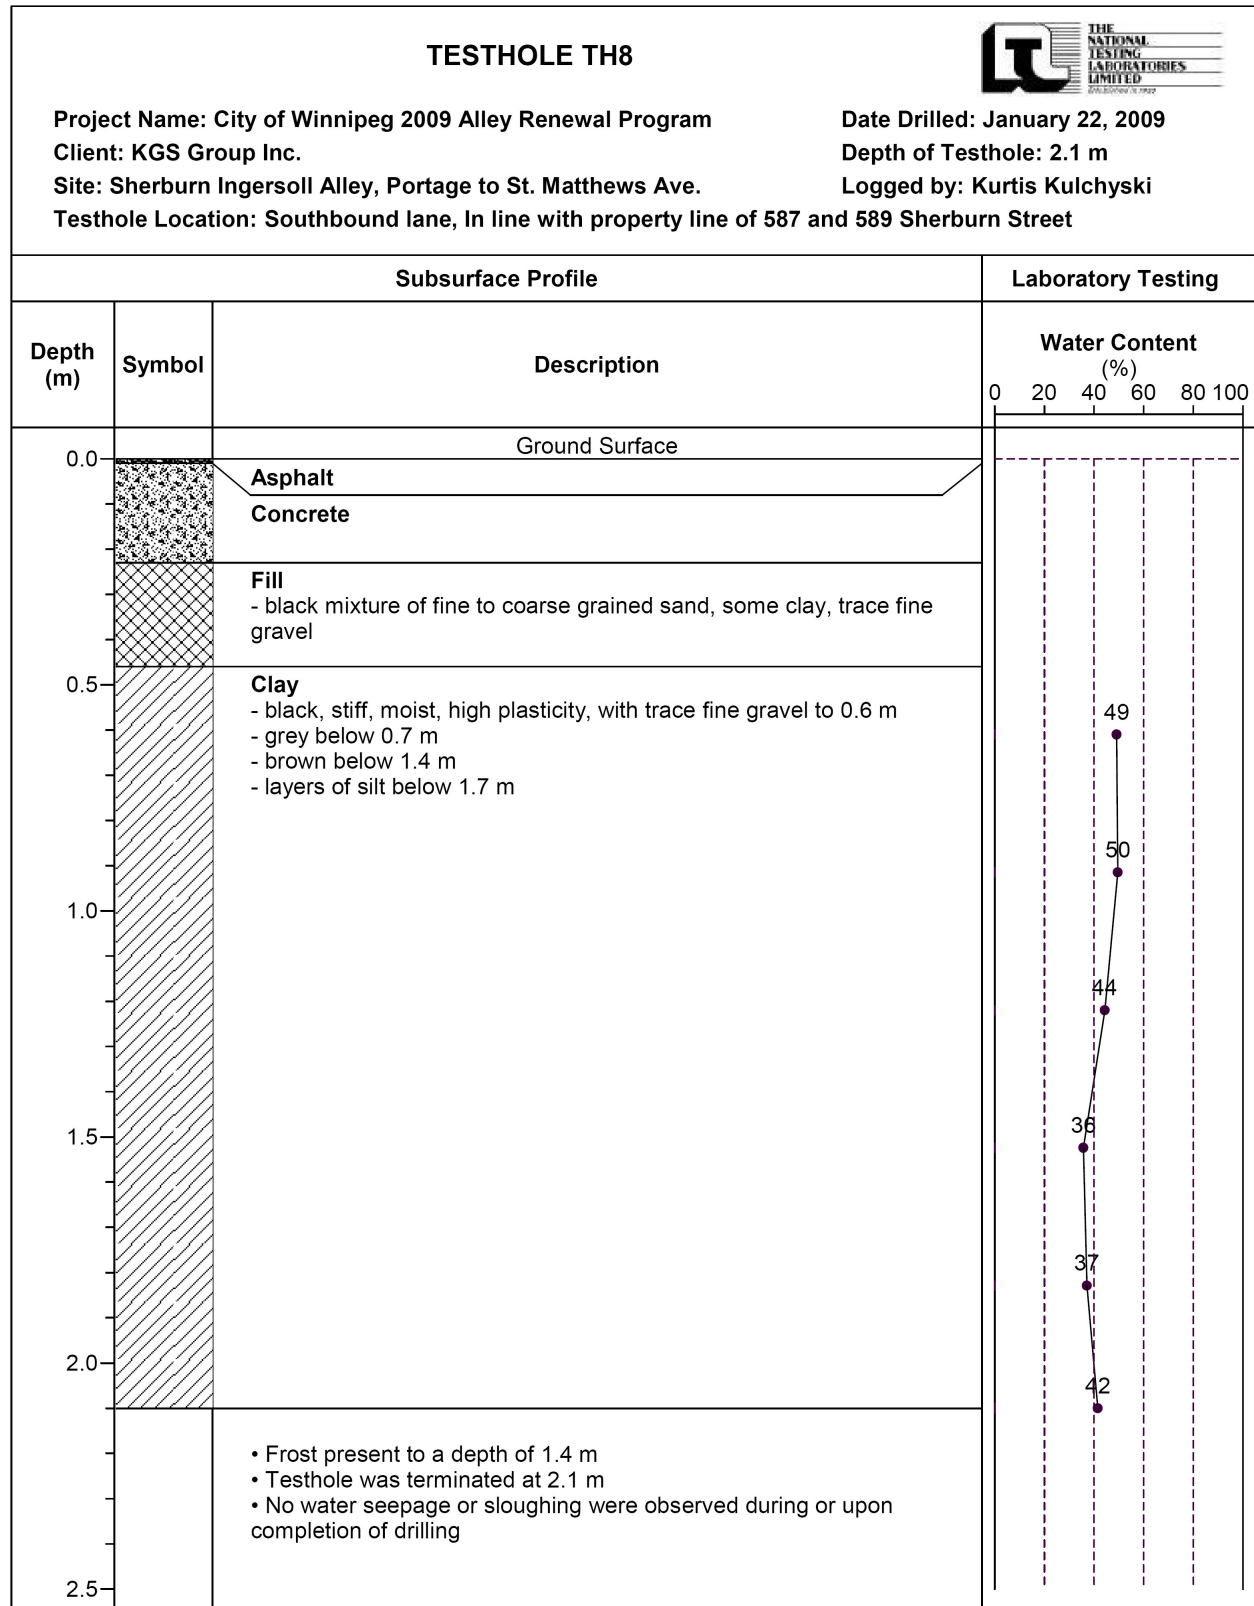 TESTHOLE TH8
THE
NATIONAL
TESTING
LABORATORIES
LIMITED
Established in 1923
Project Name: City of Winnipeg 2009 Alley Renewal Program
Date Drilled: January 22, 2009
Client: KGS Group Inc.
Depth of Testhole: 2.1 m
Site: Sherburn Ingersoll Alley, Portage to St. Matthews Ave.
Logged by: Kurtis Kulchyski
Testhole Location: Southbound lane, In line with property line of 587 and 589 Sherburn Street
Subsurface Profile
Laboratory Testing
Depth
(m)
Symbol
Description
Water Content
(%)
0 20 40 60 80 100
Ground Surface
0.0
Asphalt
Concrete
Fill
- black mixture of fine to coarse grained sand, some clay, trace fine
gravel
0.5
Clay
- black, stiff, moist, high plasticity, with trace fine gravel to 0.6 m
49
- grey below 0.7 m
- brown below 1.4 m
- layers of silt below 1.7 m
50
1.0
44
36
1.5
37
2.0
42
• Frost present to a depth of 1.4 m
• Testhole was terminated at 2.1 m
• No water seepage or sloughing were observed during or upon
completion of drilling
2.5